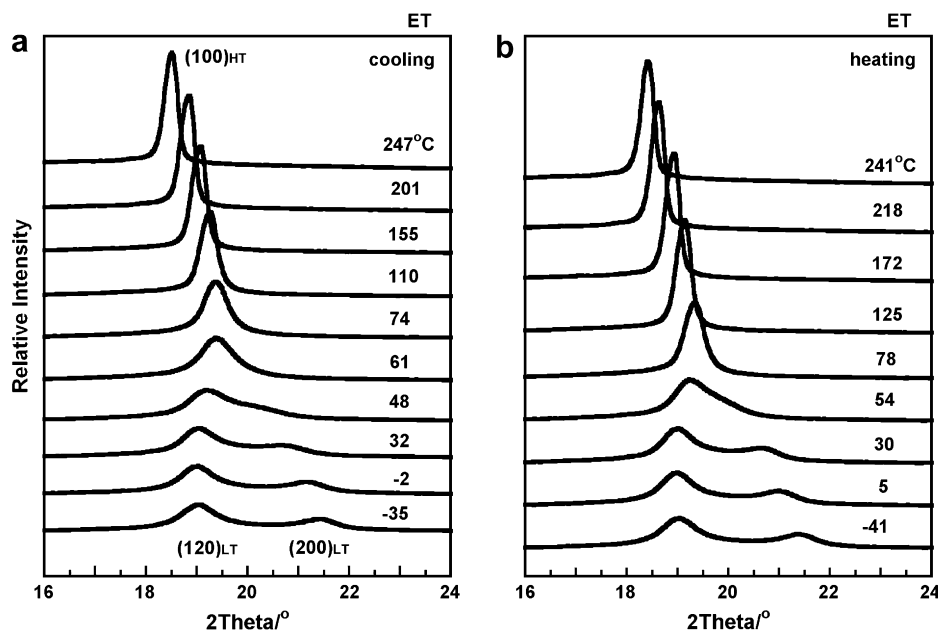 ET
a
cooling
(100)HT
247°C
201
155
110
74
61
48
32
-2
-35
(120)LT
(200)LT
16
18
20
22
24
2Theta/°
Relative Intensity
ET
b
heating
241°C
218
172
125
78
54
30
5
-41
16
18
20
22
24
2Theta/°